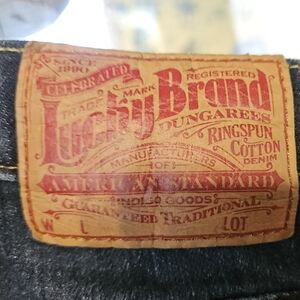 SINCE 1990
CELEBRATED
REGISTERED
TRADE MARK
Lucky Brand
DUNGAREES
RINGSPUN
COTTON
DENIM
MANUFACTURERS
OF
AMERICAN STANDARD
INDIGO GOODS
GUARANTEED TRADITIONAL
W L LOT